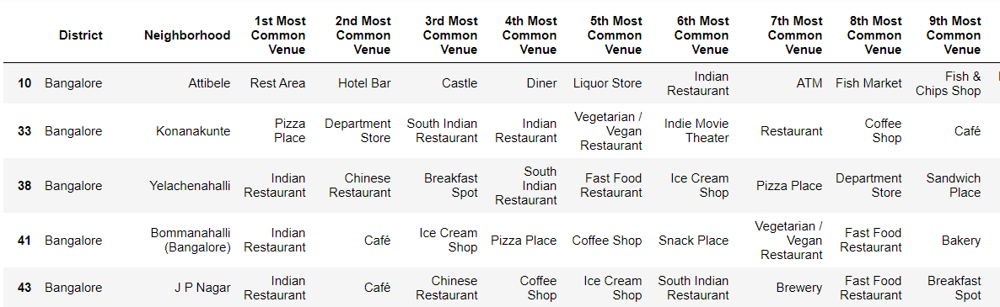 District Neighborhood 1st Most Common Venue 2nd Most Common Venue 3rd Most Common Venue 4th Most Common Venue 5th Most Common Venue 6th Most Common Venue 7th Most Common Venue 8th Most Common Venue 9th Most Common Venue
10 Bangalore Attibele Rest Area Hotel Bar Castle Diner Liquor Store Indian Restaurant ATM Fish Market Fish & Chips Shop
33 Bangalore Konanakunte Pizza Place Department Store South Indian Restaurant Indian Restaurant Vegetarian / Vegan Restaurant Indie Movie Theater Restaurant Coffee Shop Café
38 Bangalore Yelachenahalli Indian Restaurant Chinese Restaurant Breakfast Spot South Indian Restaurant Fast Food Restaurant Ice Cream Shop Pizza Place Department Store Sandwich Place
41 Bangalore Bommanahalli (Bangalore) Indian Restaurant Café Ice Cream Shop Pizza Place Coffee Shop Snack Place Vegetarian / Vegan Restaurant Fast Food Restaurant Bakery
43 Bangalore J P Nagar Indian Restaurant Café Chinese Restaurant Coffee Shop Ice Cream Shop South Indian Restaurant Brewery Fast Food Restaurant Breakfast Spot